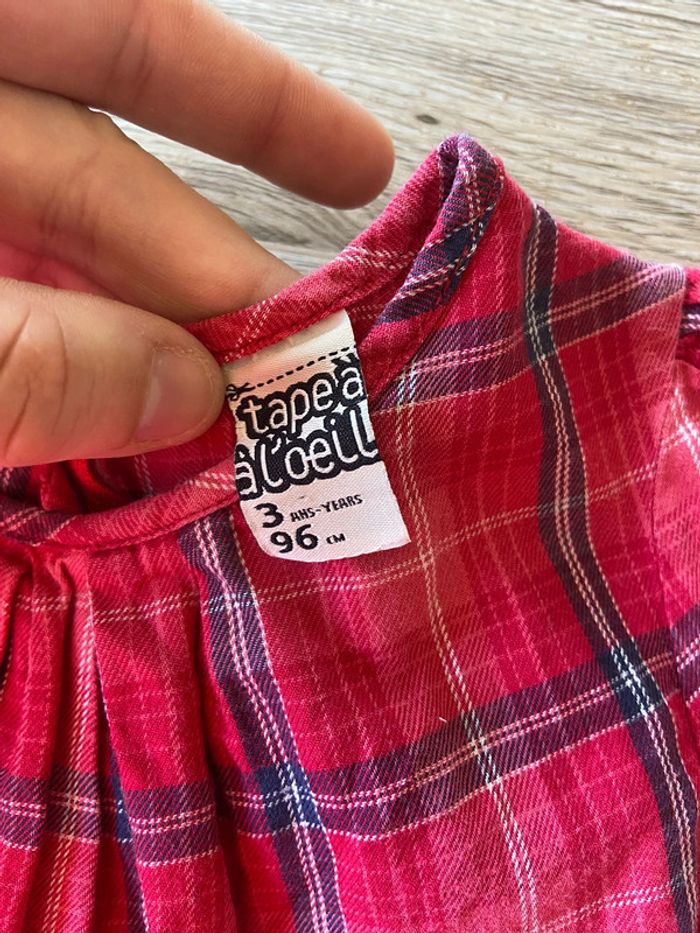 tape à
à l'oeil
3 ANS-YEARS
96 CM